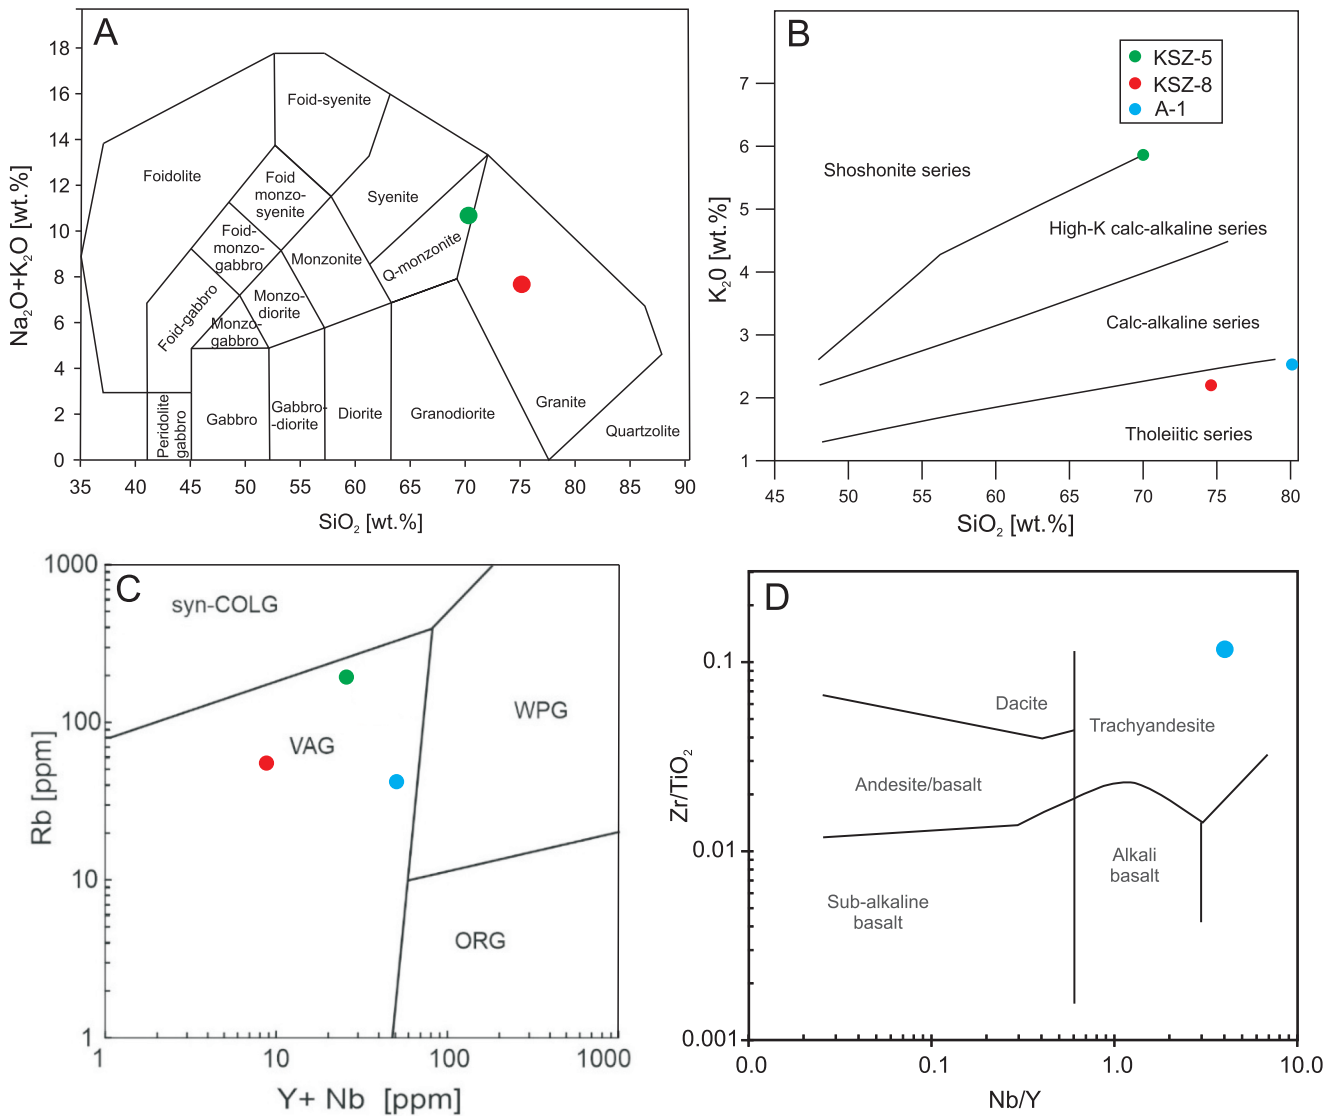 A
18
16
14
12
10
8
6
4
2
0
Na2O+K2O [wt.%]
Foid-syenite
Foidolite
Foid
monzo-
syenite
Syenite
Foid-
monzo-
gabbro
Monzonite
Q-monzonite
Foid-gabbro
Monzo-
diorite
Monzo-
gabbro
Peridolite
gabbro
Gabbro
Gabbro-
-diorite
Diorite
Granodiorite
Granite
Quartzolite
35 40 45 50 55 60 65 70 75 80 85 90
SiO2 [wt.%]
B
KSZ-5
KSZ-8
A-1
7
6
5
4
3
2
1
K20 [wt.%]
Shoshonite series
High-K calc-alkaline series
Calc-alkaline series
Tholeiitic series
45 50 55 60 65 70 75 80
SiO2 [wt.%]
C
1000
100
10
1
Rb [ppm]
syn-COLG
WPG
VAG
ORG
1 10 100 1000
Y+ Nb [ppm]
D
0.1
0.01
0.001
Zr/TiO2
Dacite
Trachyandesite
Andesite/basalt
Alkali
basalt
Sub-alkaline
basalt
0.0 0.1 1.0 10.0
Nb/Y